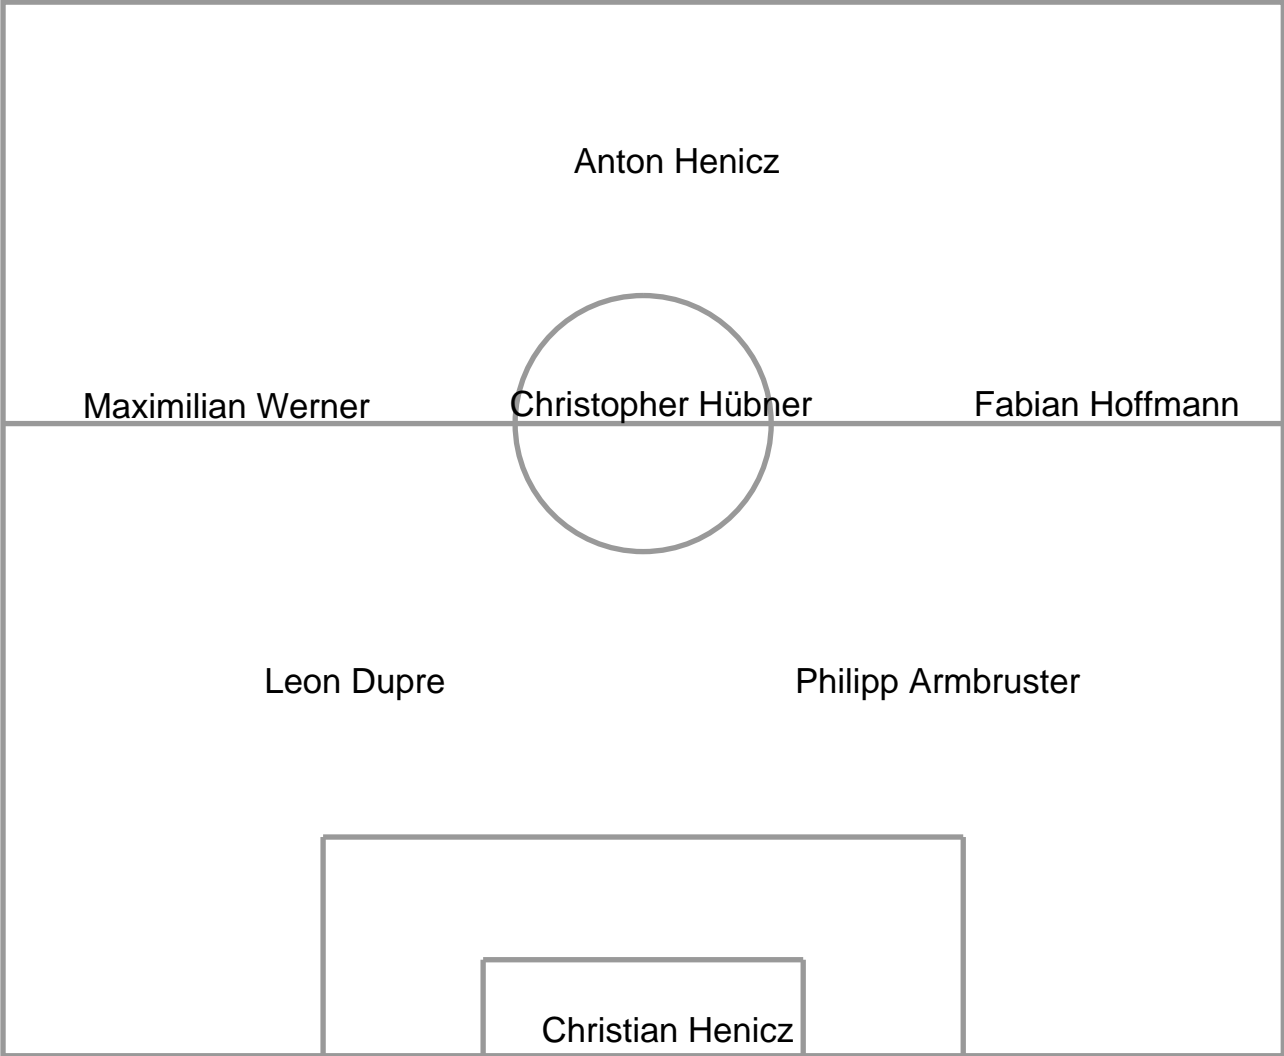 Anton Henicz
Maximilian Werner
Christopher Hübner
Fabian Hoffmann
Leon Dupre
Philipp Armbruster
Christian Henicz